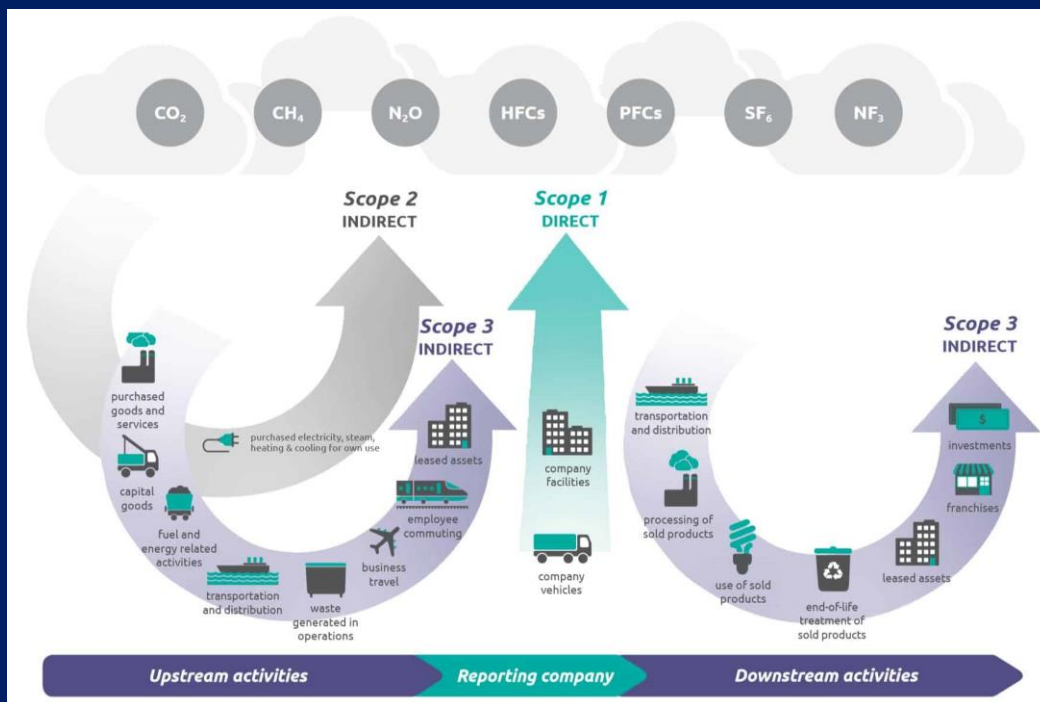 CO₂
CH₄
N₂O
HFCs
PFCs
SF₆
NF₃
Scope 2
INDIRECT
Scope 1
DIRECT
Scope 3
INDIRECT
Scope 3
INDIRECT
purchased
goods and
services
capital
goods
fuel and
energy related
activities
transportation
and distribution
waste
generated in
operations
business
travel
employee
commuting
leased assets
purchased electricity, steam,
heating & cooling for own use
company
facilities
company
vehicles
transportation
and distribution
processing of
sold products
use of sold
products
end-of-life
treatment of
sold products
leased assets
franchises
$
investments
Upstream activities
Reporting company
Downstream activities